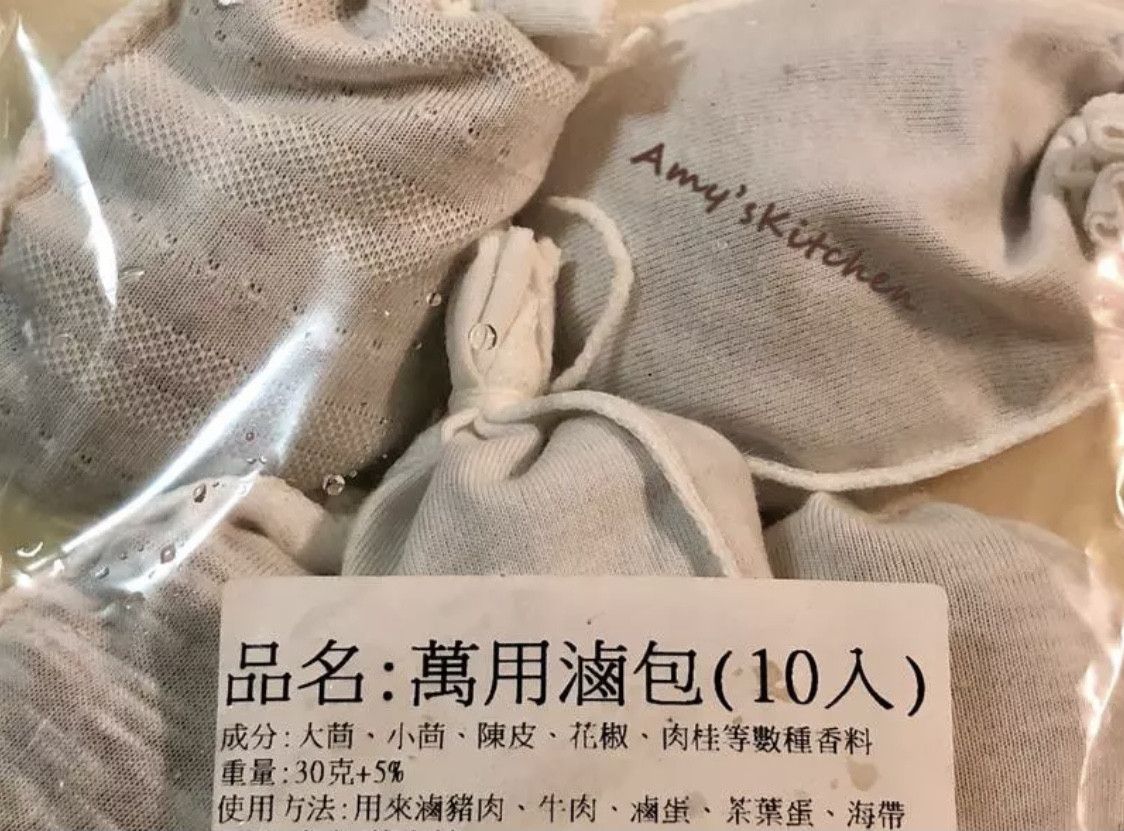 Amy'sKitchen
品名:萬用滷包(10入)
成分:大茴、小茴、陳皮、花椒、肉桂等數種香料
重量:30克+5%
使用方法:用來滷豬肉、牛肉、滷蛋、茶葉蛋、海帶